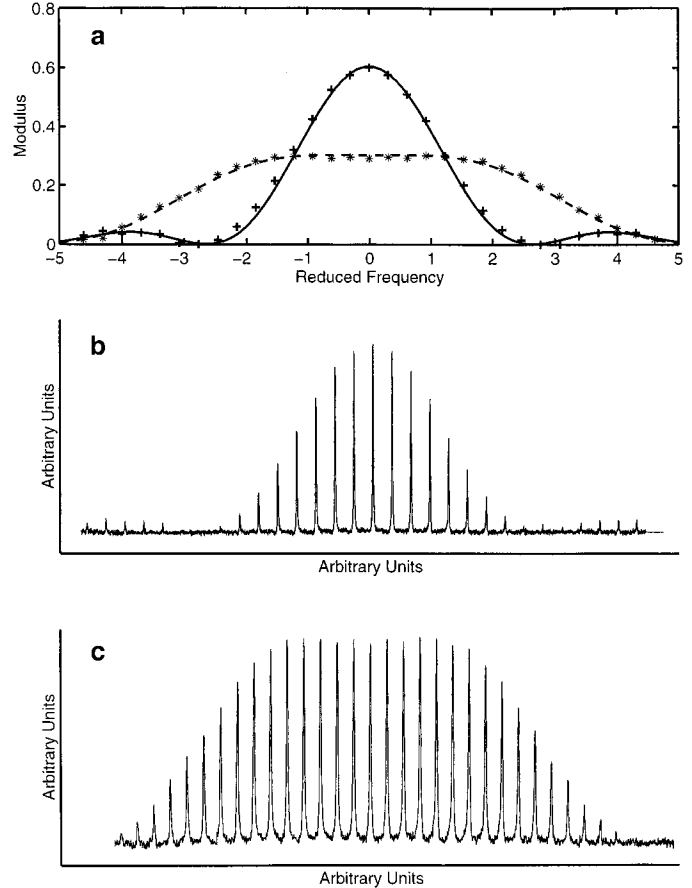 0.8
a
0.6
Modulus
0.4
0.2
0
-5 -4 -3 -2 -1 0 1 2 3 4 5
Reduced Frequency
b
Arbitrary Units
Arbitrary Units
c
Arbitrary Units
Arbitrary Units